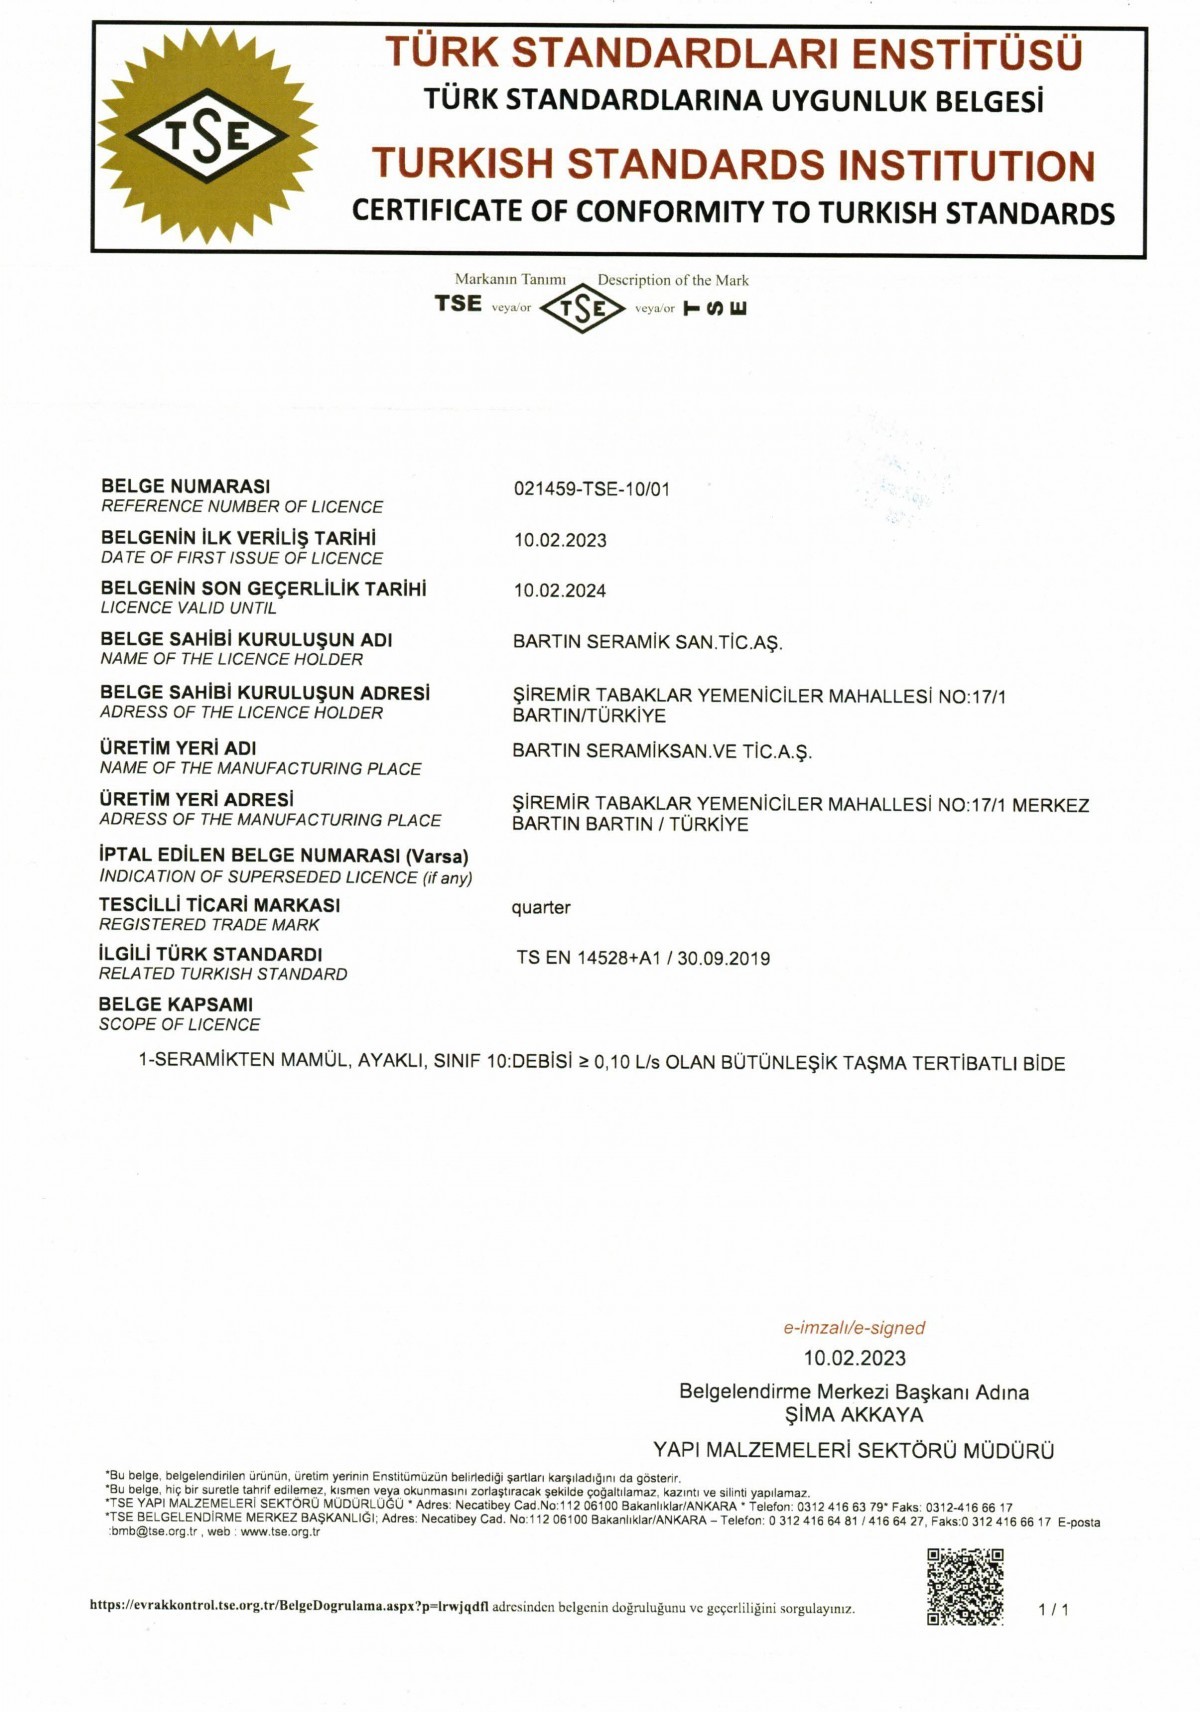 TSE
TÜRK STANDARDLARI ENSTİTÜSÜ
TÜRK STANDARDLARINA UYGUNLUK BELGESİ
TURKISH STANDARDS INSTITUTION
CERTIFICATE OF CONFORMITY TO TURKISH STANDARDS
Markanın Tanımı Description of the Mark
TSE veya/or TSE veya/or TSE
BELGE NUMARASI 021459-TSE-10/01
REFERENCE NUMBER OF LICENCE
BELGENİN İLK VERİLİŞ TARİHİ 10.02.2023
DATE OF FIRST ISSUE OF LICENCE
BELGENİN SON GEÇERLİLİK TARİHİ 10.02.2024
LICENCE VALID UNTIL
BELGE SAHİBİ KURULUŞUN ADI BARTIN SERAMİK SAN.TİC.AŞ.
NAME OF THE LICENCE HOLDER
BELGE SAHİBİ KURULUŞUN ADRESİ ŞİREMİR TABAKLAR YEMENİCİLER MAHALLESİ NO:17/1
ADRESS OF THE LICENCE HOLDER BARTIN/TÜRKİYE
ÜRETİM YERİ ADI BARTIN SERAMİKSAN.VE TİC.A.Ş.
NAME OF THE MANUFACTURING PLACE
ÜRETİM YERİ ADRESİ ŞİREMİR TABAKLAR YEMENİCİLER MAHALLESİ NO:17/1 MERKEZ
ADRESS OF THE MANUFACTURING PLACE BARTIN BARTIN / TÜRKİYE
İPTAL EDİLEN BELGE NUMARASI (Varsa)
INDICATION OF SUPERSEDED LICENCE (if any)
TESCİLLİ TİCARİ MARKASI quarter
REGISTERED TRADE MARK
İLGİLİ TÜRK STANDARDI TS EN 14528+A1 / 30.09.2019
RELATED TURKISH STANDARD
BELGE KAPSAMI
SCOPE OF LICENCE
1-SERAMİKTEN MAMÜL, AYAKLI, SINIF 10:DEBİSİ ≥ 0,10 L/s OLAN BÜTÜNLEŞİK TAŞMA TERTİBATLI BİDE
e-imzalı/e-signed
10.02.2023
Belgelendirme Merkezi Başkanı Adına
ŞİMA AKKAYA
YAPI MALZEMELERİ SEKTÖRÜ MÜDÜRÜ
*Bu belge, belgelendirilen ürünün, üretim yerinin Enstitümüzün belirlediği şartları karşıladığını da gösterir.
*Bu belge, hiç bir suretle tahrif edilemez, kısmen veya okunmasını zorlaştıracak şekilde çoğaltılamaz, kazıntı ve silinti yapılamaz.
*TSE YAPI MALZEMELERİ SEKTÖRÜ MÜDÜRLÜĞÜ * Adres: Necatibey Cad.No:112 06100 Bakanlıklar/ANKARA * Telefon: 0312 416 63 79* Faks: 0312-416 66 17
*TSE BELGELENDİRME MERKEZ BAŞKANLIĞI; Adres: Necatibey Cad. No:112 06100 Bakanlıklar/ANKARA – Telefon: 0 312 416 64 81 / 416 64 27, Faks:0 312 416 66 17 E-posta
:bmb@tse.org.tr , web : www.tse.org.tr
https://evrakkontrol.tse.org.tr/BelgeDogrulama.aspx?p=lrwjqdfl adresinden belgenin doğruluğunu ve geçerliliğini sorgulayınız.
1 / 1